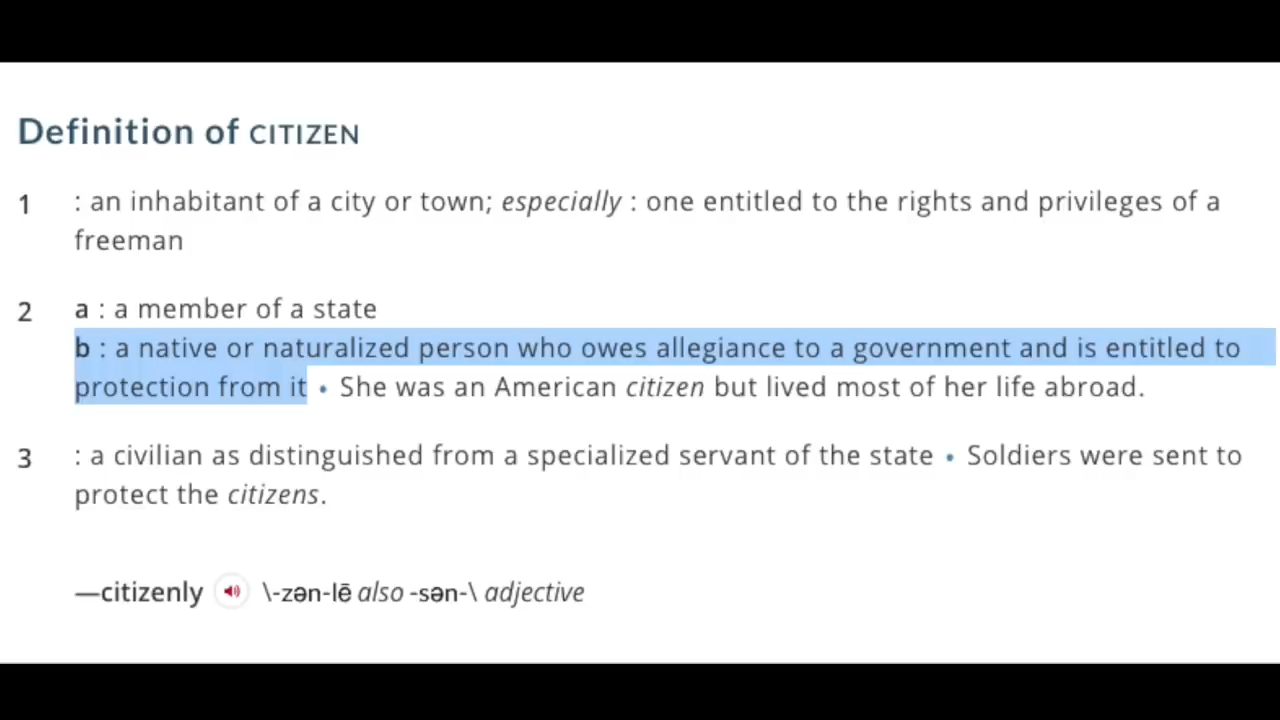 Definition of CITIZEN
1 : an inhabitant of a city or town; especially : one entitled to the rights and privileges of a
freeman
2 a : a member of a state
b : a native or naturalized person who owes allegiance to a government and is entitled to
protection from it • She was an American citizen but lived most of her life abroad.
3 : a civilian as distinguished from a specialized servant of the state • Soldiers were sent to
protect the citizens.
—citizenly \-zən-lē also -sən-\ adjective